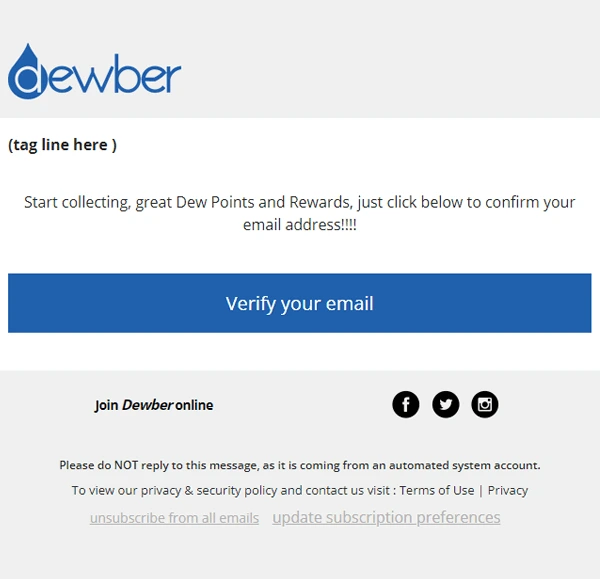 dewber
(tag line here )
Start collecting, great Dew Points and Rewards, just click below to confirm your
email address!!!!
Verify your email
Join Dewber online
Please do NOT reply to this message, as it is coming from an automated system account.
To view our privacy & security policy and contact us visit : Terms of Use | Privacy
unsubscribe from all emails update subscription preferences